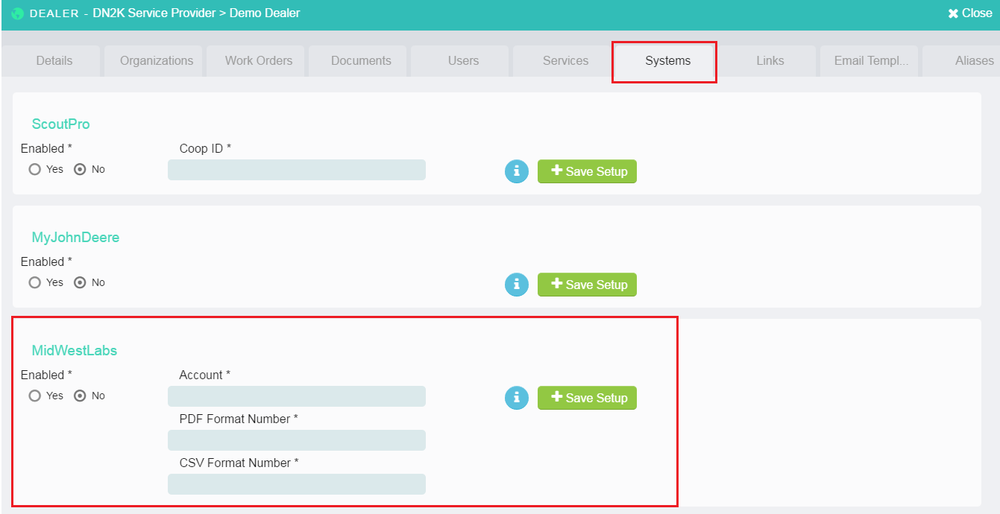 DEALER - DN2K Service Provider > Demo Dealer Close
Details Organizations Work Orders Documents Users Services Systems Links Email Templ... Aliases
ScoutPro
Enabled * Coop ID *
Yes No Save Setup
MyJohnDeere
Enabled *
Yes No Save Setup
MidWestLabs
Enabled * Account *
Yes No Save Setup
PDF Format Number *
CSV Format Number *